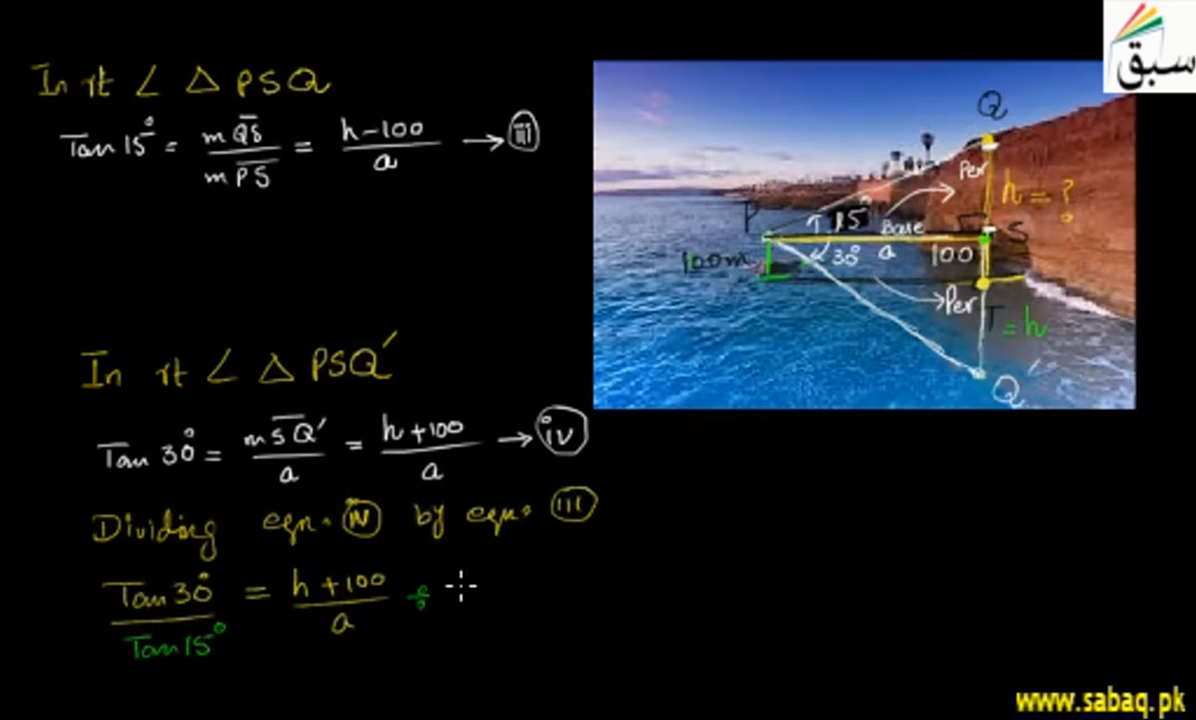 In rt ∠ △ PSQ
Tan 15° = mQS̅ / mPS̅ = h-100 / a → iii
In rt ∠ △ PSQ′
Tan 30° = mS̅Q̅′ / a = h+100 / a → iv
Dividing eqn. iv by eqn. iii
Tan 30° / Tan 15° = h+100 / a ÷
سبق
Q
Per
h = ?
P
15°
Base
S
100m
30°
a
100
Per
T = h
Q′
www.sabaq.pk